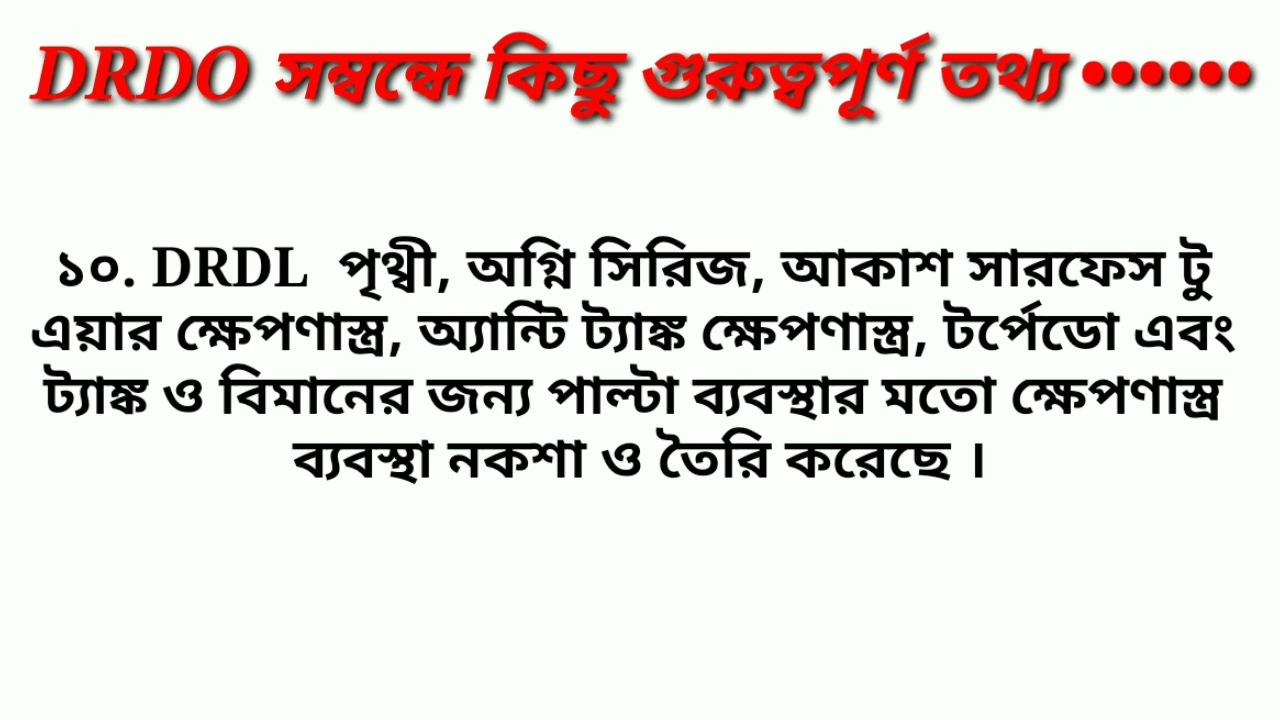 DRDO সম্বন্ধে কিছু গুরুত্বপূর্ণ তথ্য ••••••
১০. DRDL পৃথ্বী, অগ্নি সিরিজ, আকাশ সারফেস টু
এয়ার ক্ষেপণাস্ত্র, অ্যান্টি ট্যাঙ্ক ক্ষেপণাস্ত্র, টর্পেডো এবং
ট্যাঙ্ক ও বিমানের জন্য পাল্টা ব্যবস্থার মতো ক্ষেপণাস্ত্র
ব্যবস্থা নকশা ও তৈরি করেছে ।